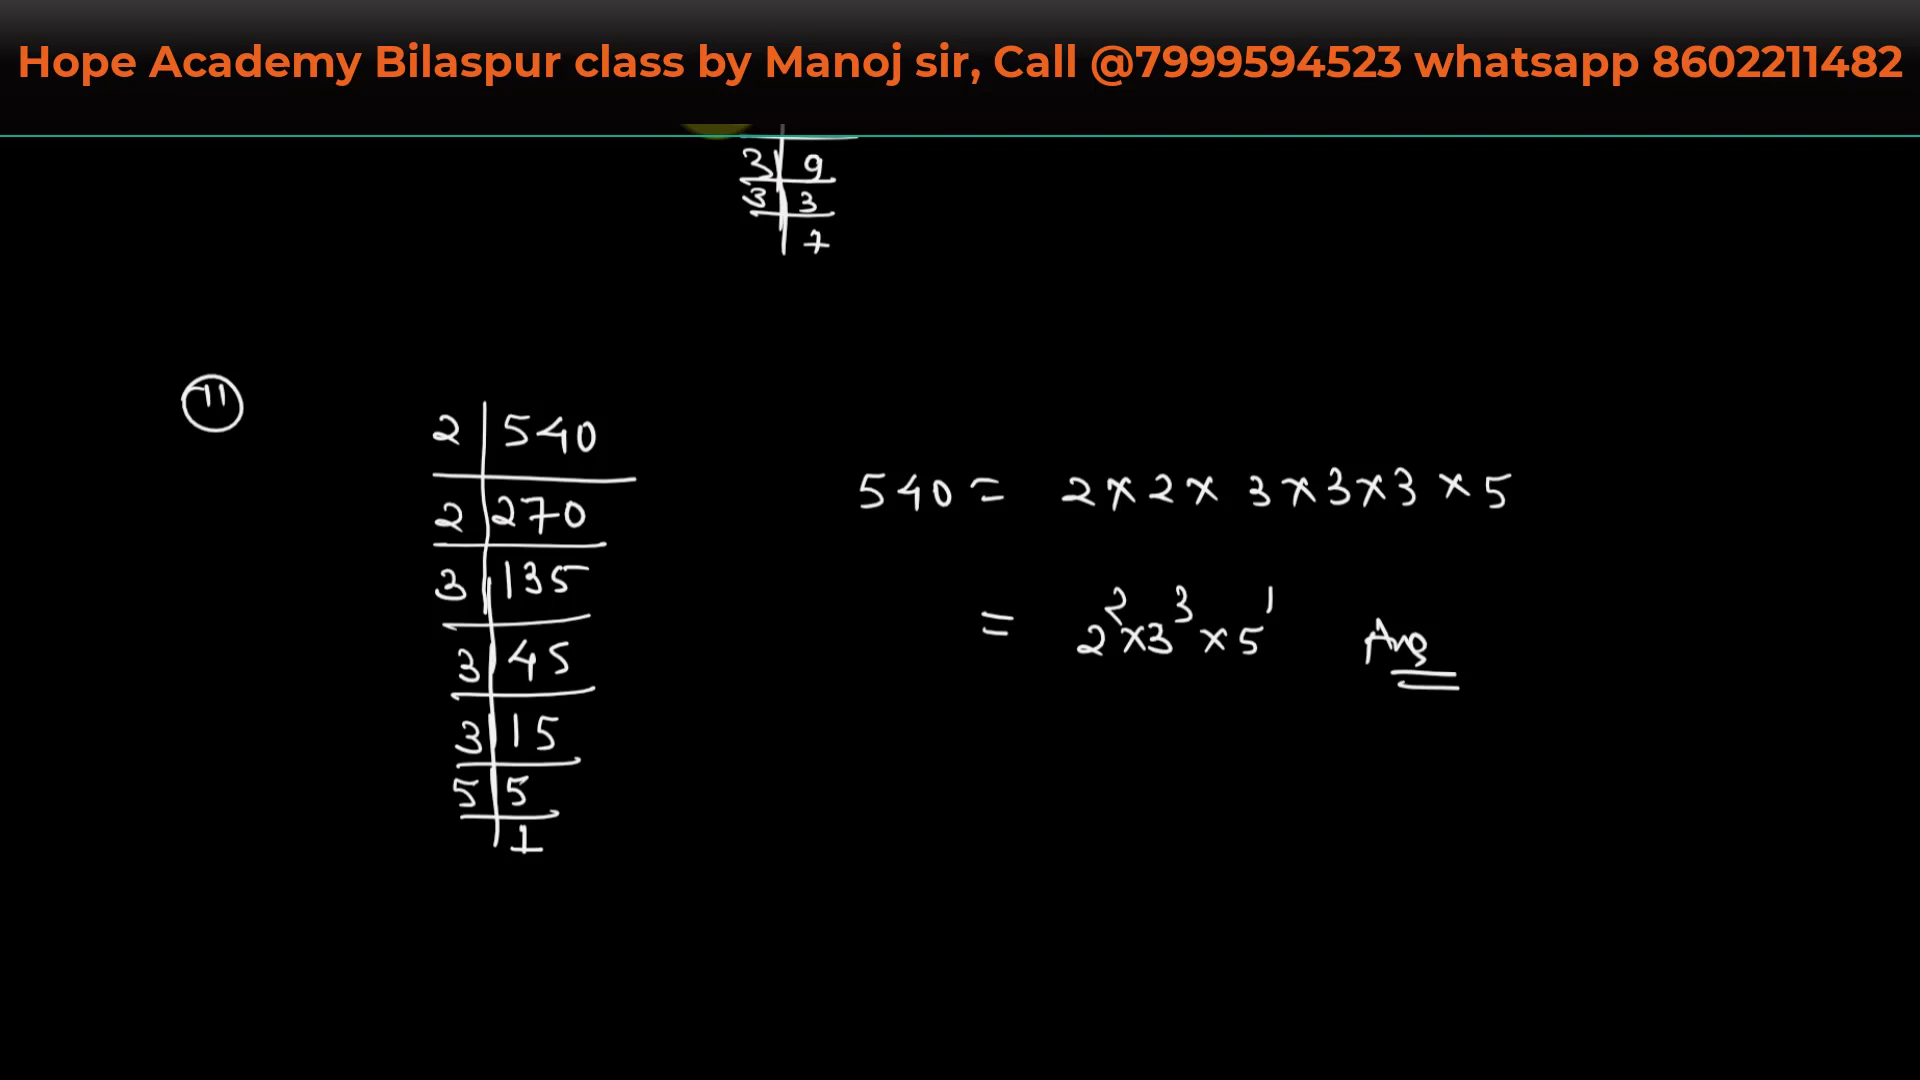 Hope Academy Bilaspur class by Manoj sir, Call @7999594523 whatsapp 8602211482
3 | 9
3 | 3
1
11
2 | 540
2 | 270
3 | 135
3 | 45
3 | 15
5 | 5
1
540 = 2 × 2 × 3 × 3 × 3 × 5
= 2² × 3³ × 5¹ Ans